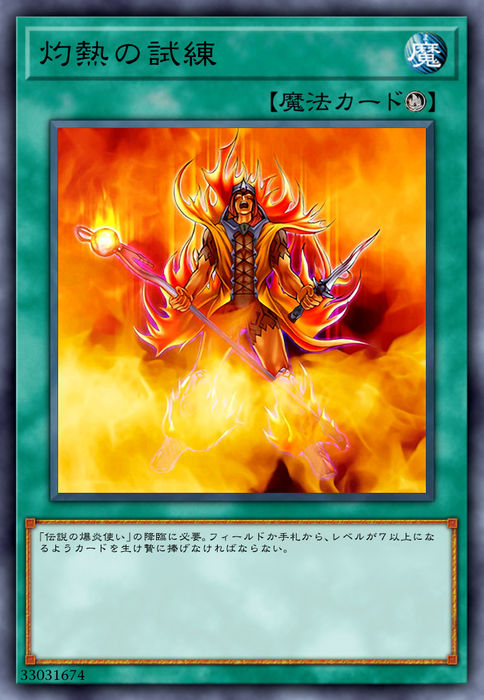 灼熱の試練
魔
【魔法カード】
「伝説の爆炎使い」の降臨に必要。フィールドか手札から、レベルが７以上にな
るようカードを生け贄に捧げなければならない。
33031674